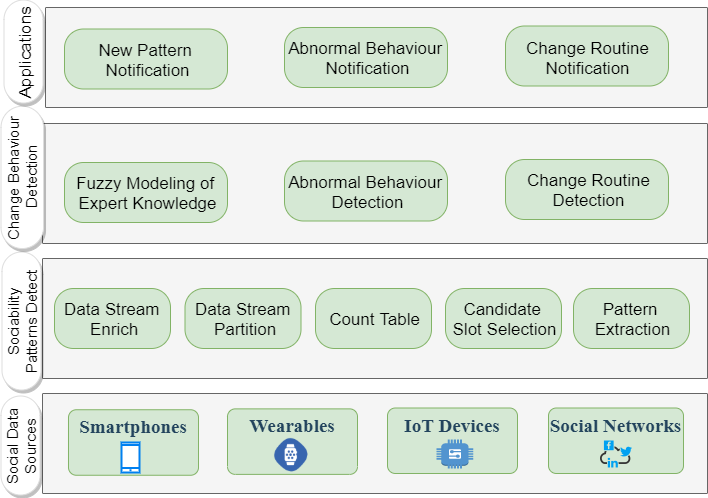 Applications
New Pattern
Notification
Abnormal Behaviour
Notification
Change Routine
Notification
Change Behaviour
Detection
Fuzzy Modeling of
Expert Knowledge
Abnormal Behaviour
Detection
Change Routine
Detection
Sociability
Patterns Detect
Data Stream
Enrich
Data Stream
Partition
Count Table
Candidate
Slot Selection
Pattern
Extraction
Social Data
Sources
Smartphones
Wearables
IoT Devices
Social Networks
f
in